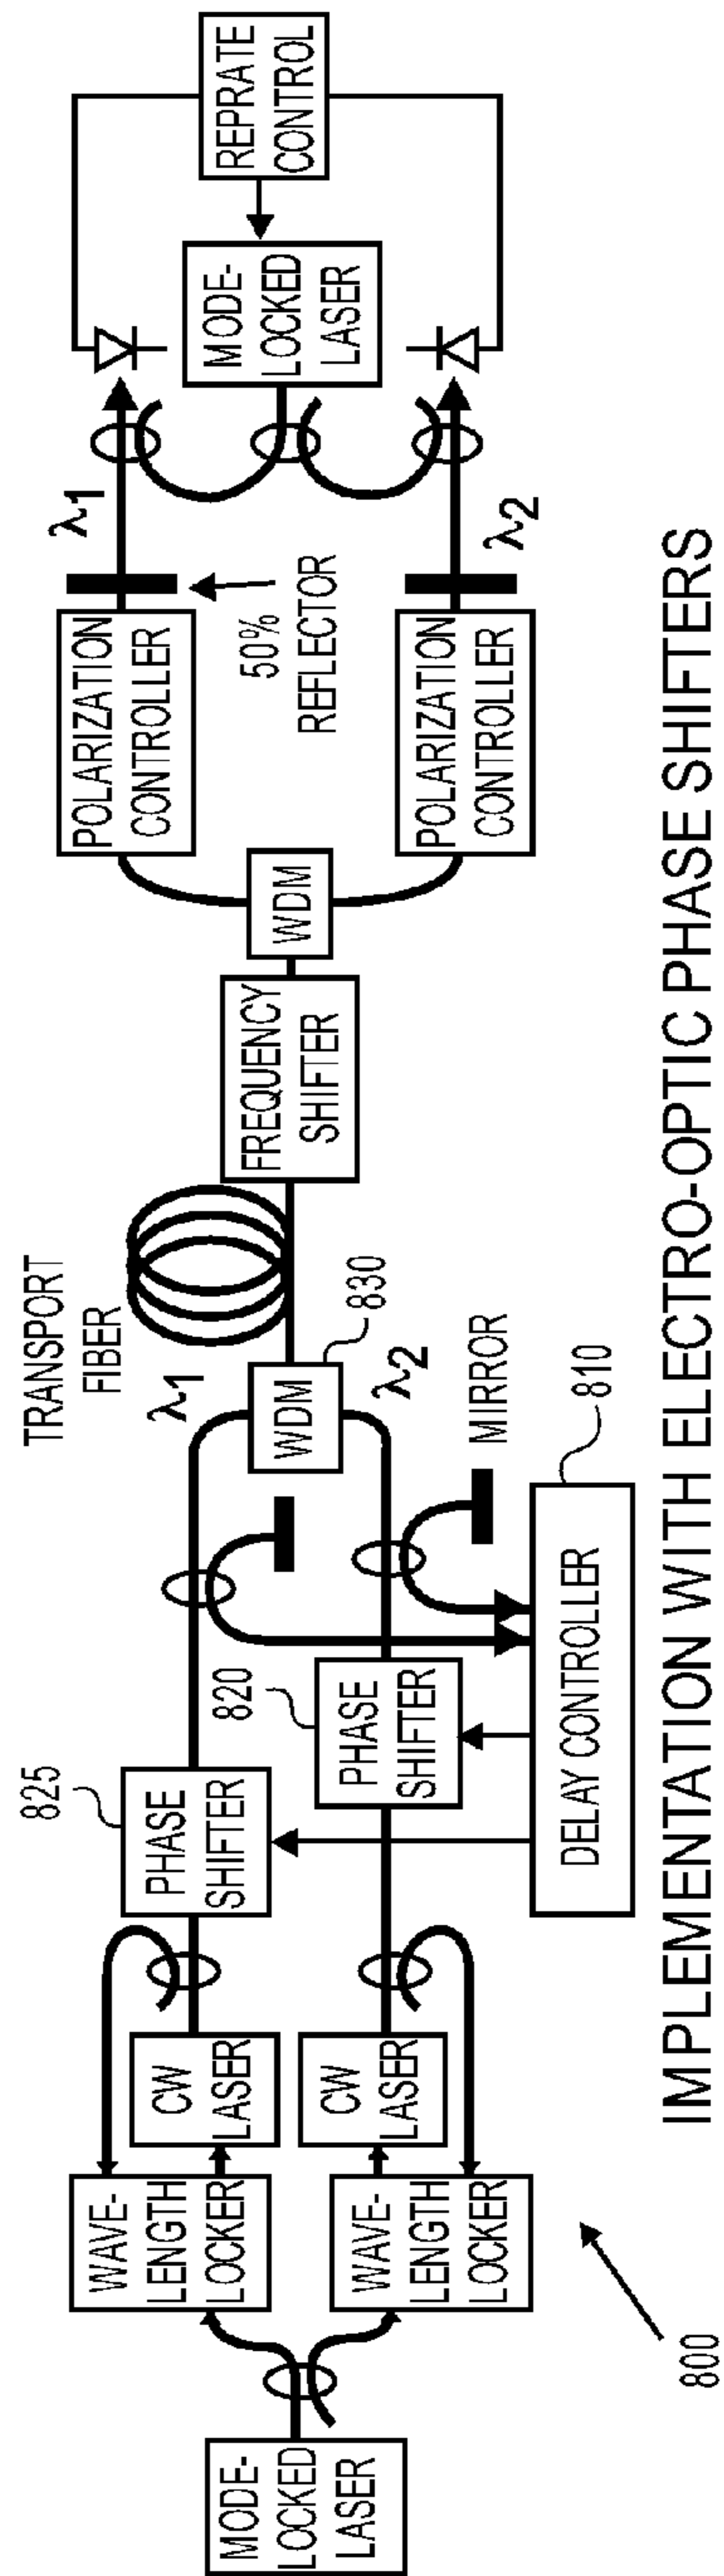 MODE-
LOCKED
LASER
WAVE-
LENGTH
LOCKER
WAVE-
LENGTH
LOCKER
CW
LASER
CW
LASER
825
PHASE
SHIFTER
820
PHASE
SHIFTER
DELAY CONTROLLER
810
MIRROR
λ1
WDM
830
λ2
TRANSPORT
FIBER
FREQUENCY
SHIFTER
WDM
POLARIZATION
CONTROLLER
POLARIZATION
CONTROLLER
50%
REFLECTOR
λ1
λ2
MODE-
LOCKED
LASER
REPRATE
CONTROL
800
IMPLEMENTATION WITH ELECTRO-OPTIC PHASE SHIFTERS